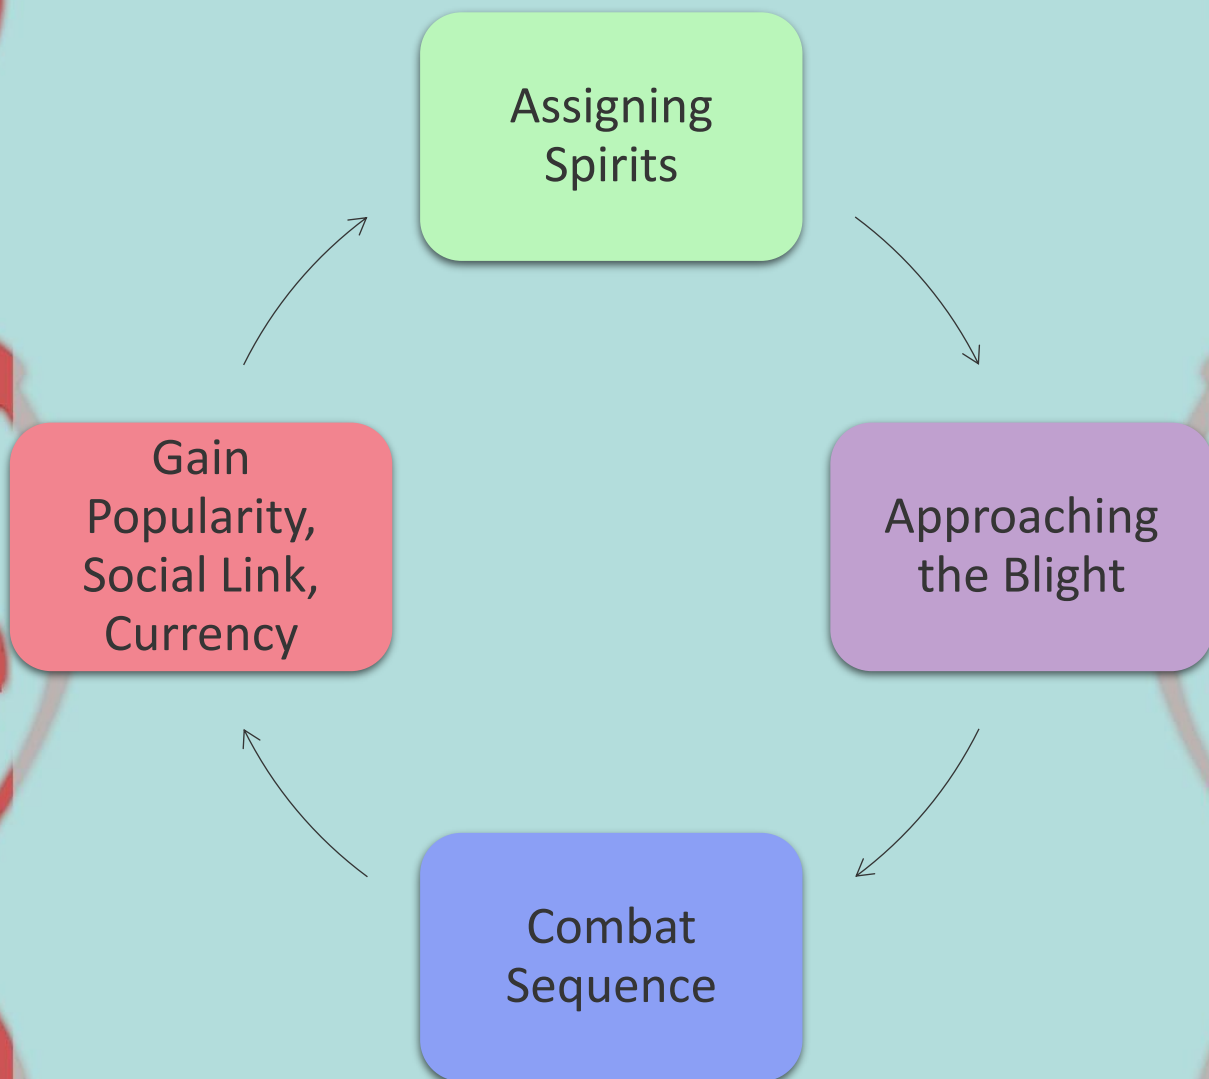 Assigning
Spirits
Approaching
the Blight
Combat
Sequence
Gain
Popularity,
Social Link,
Currency